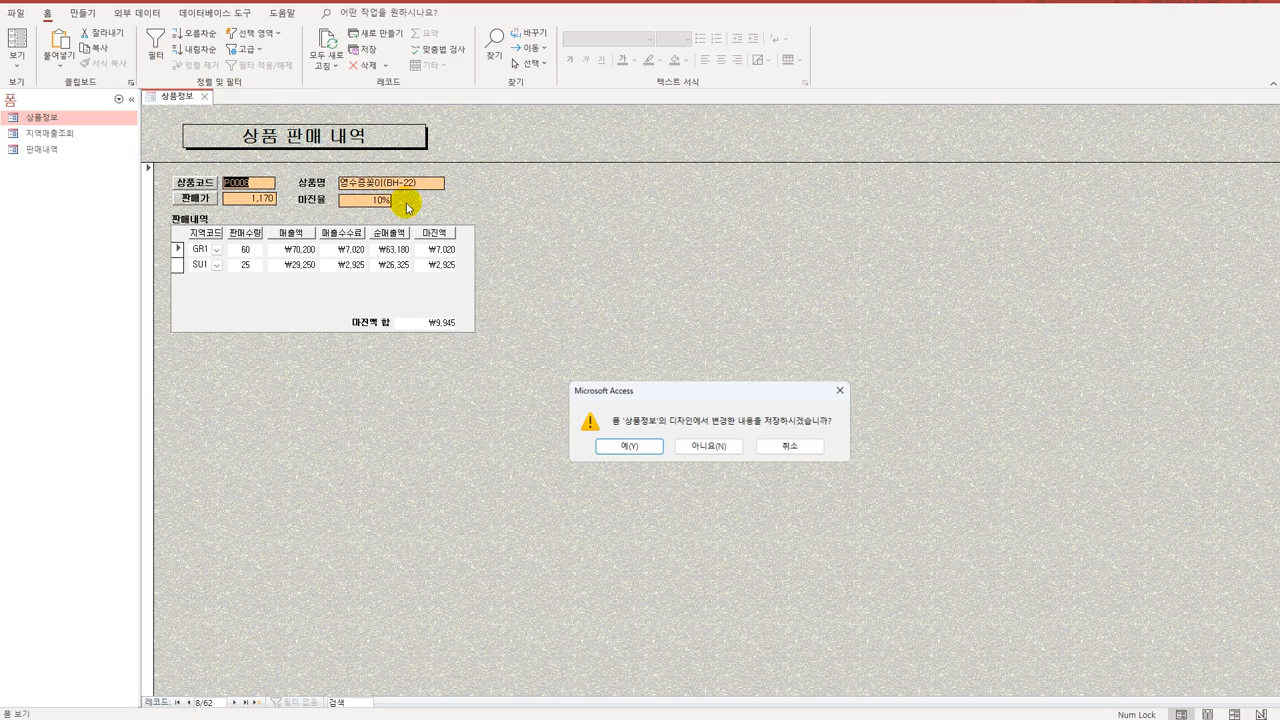 파일 홈 만들기 외부 데이터 데이터베이스 도구 도움말 어떤 작업을 원하시나요?
보기
붙여넣기
잘라내기
복사
서식 복사
필터
오름차순
내림차순
정렬 제거
선택 영역
고급
필터 적용/해제
모두 새로 고침
새로 만들기
저장
삭제
요약
맞춤법 검사
기타
찾기
바꾸기
이동
선택
가 가 가 가
보기 클립보드 정렬 및 필터 레코드 찾기 텍스트 서식
폼
상품정보
지역매출조회
판매내역
상품정보
상품 판매 내역
상품코드 P0008 상품명 영수증꽂이(BH-22)
판매가 1,170 마진율 10%
판매내역
지역코드 판매수량 매출액 매출수수료 순매출액 마진액
GR1 60 ₩70,200 ₩7,020 ₩63,180 ₩7,020
SU1 25 ₩29,250 ₩2,925 ₩26,325 ₩2,925
마진액 합 ₩9,945
Microsoft Access
폼 '상품정보'의 디자인에서 변경한 내용을 저장하시겠습니까?
예(Y) 아니요(N) 취소
레코드: 8/62 필터 없음 검색
폼 보기 Num Lock